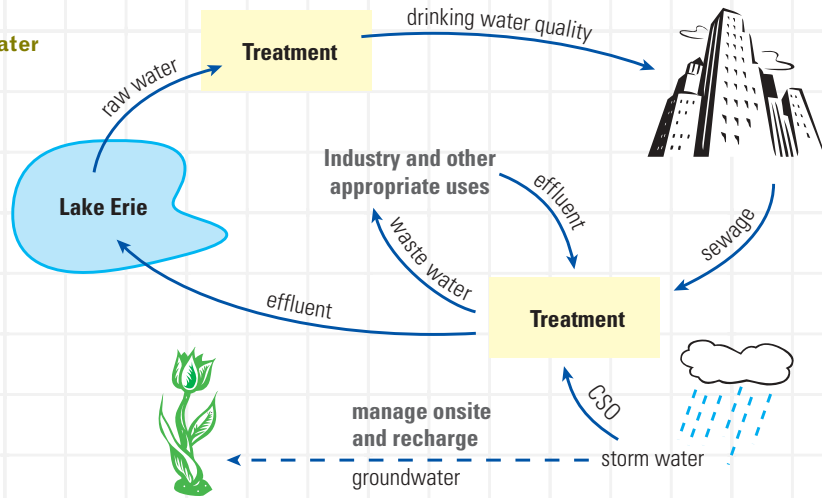 ater
Treatment
drinking water quality
raw water
Industry and other
appropriate uses
effluent
Lake Erie
waste water
sewage
effluent
Treatment
CSO
manage onsite
and recharge
storm water
groundwater